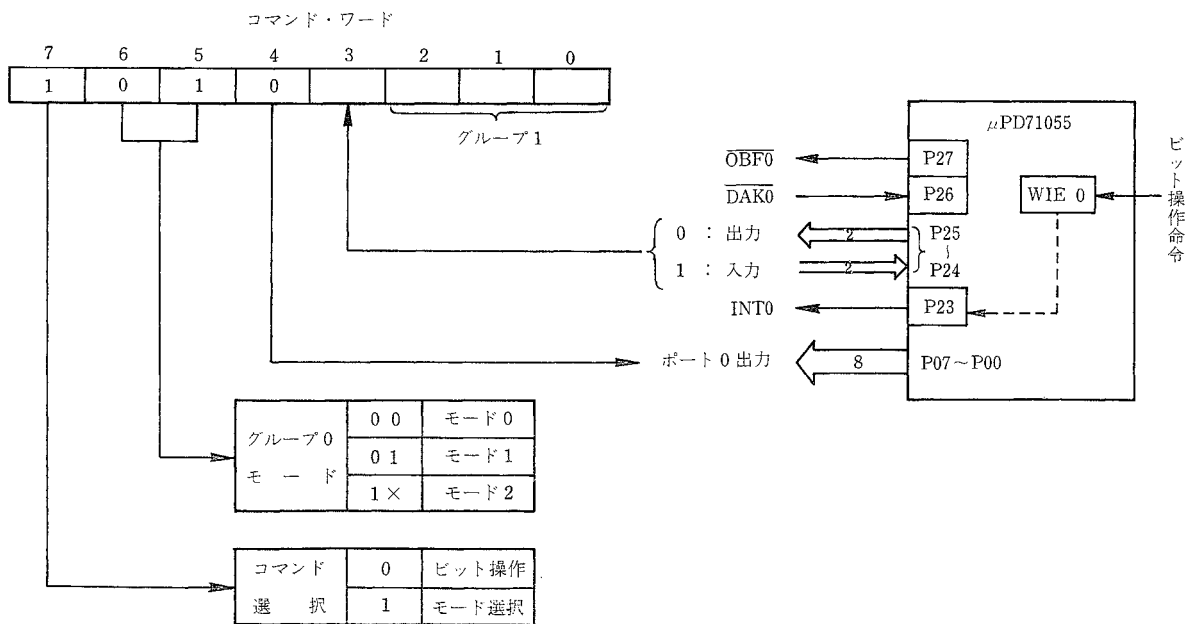 コマンド・ワード
7 6 5 4 3 2 1 0
1 0 1 0
グループ1
μPD71055
OBF0
P27
DAK0
P26
WIE 0
ビット操作命令
0 : 出力
2
P25
~
1 : 入力
2
P24
INT0
P23
ポート0出力
8
P07~P00
グループ0
モード
0 0 モード0
0 1 モード1
1× モード2
コマンド
選択
0 ビット操作
1 モード選択